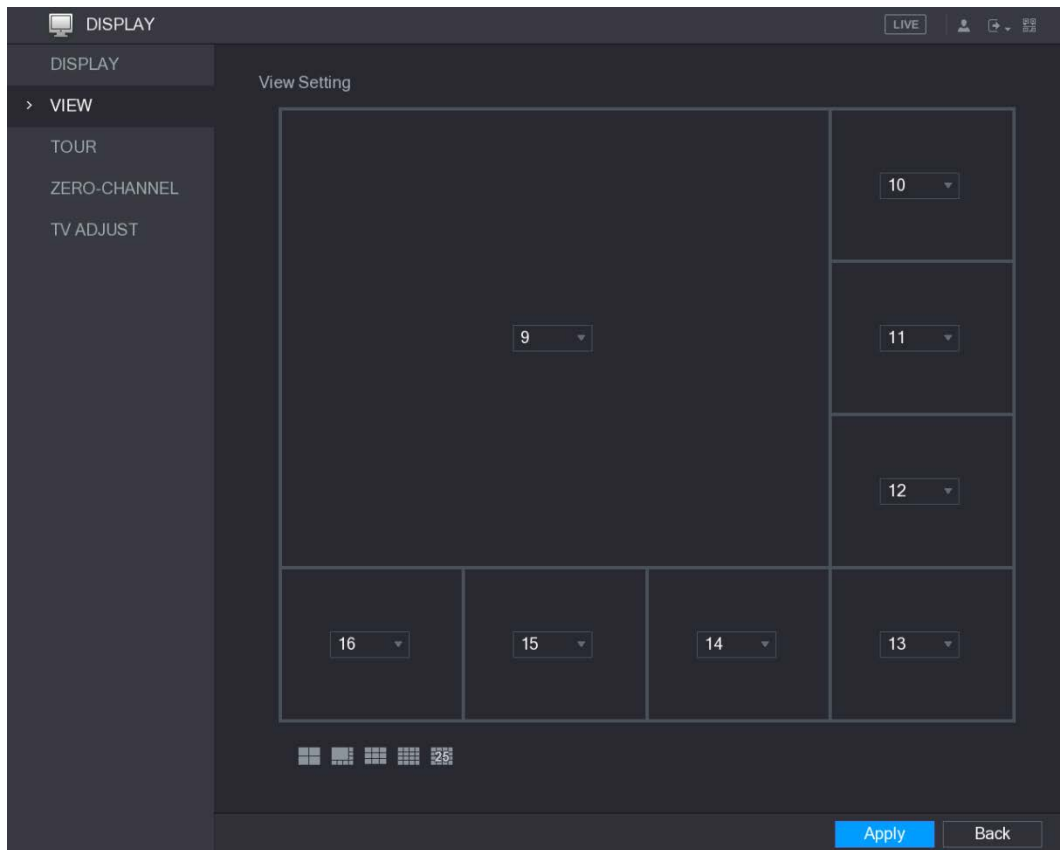 DISPLAY
LIVE
DISPLAY
VIEW
TOUR
ZERO-CHANNEL
TV ADJUST
View Setting
9
10
11
12
16
15
14
13
25
Apply
Back